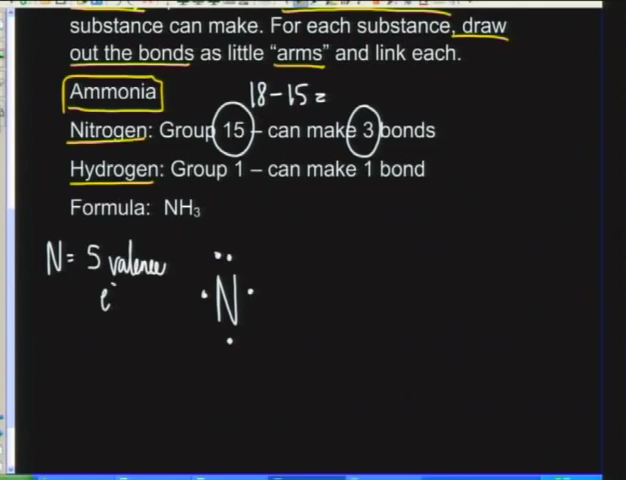 substance can make. For each substance, draw
out the bonds as little “arms” and link each.
Ammonia 18-15=
Nitrogen: Group 15 – can make 3 bonds
Hydrogen: Group 1 – can make 1 bond
Formula: NH₃
N = 5 valence
e⁻
N